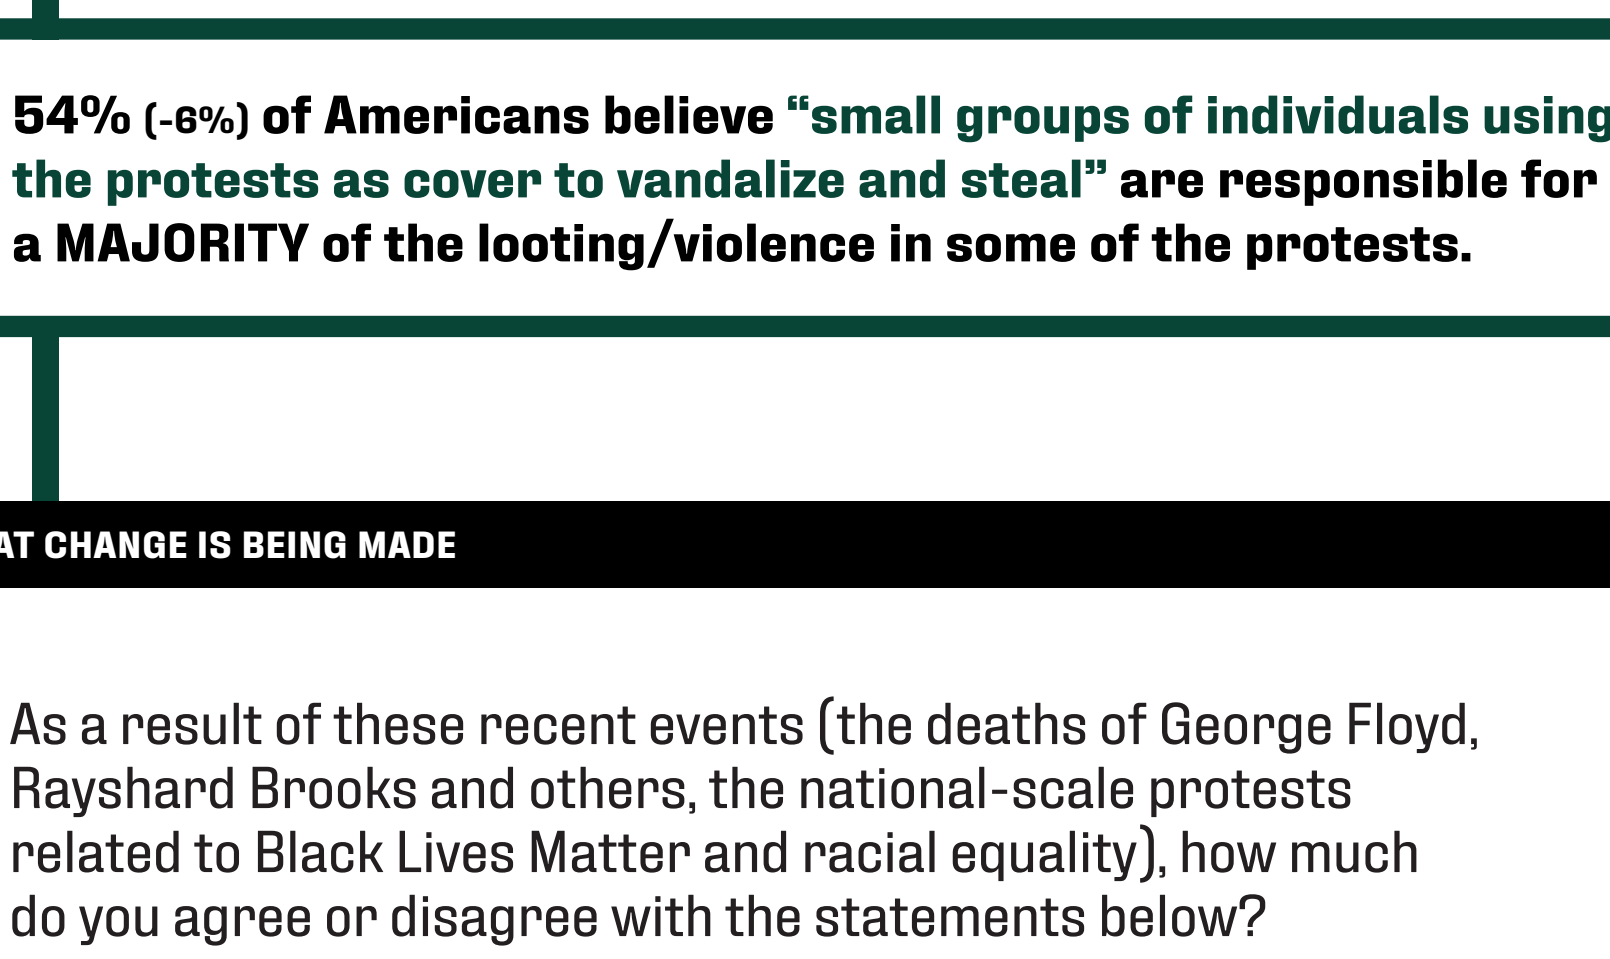 54% (-6%) of Americans believe “small groups of individuals using
the protests as cover to vandalize and steal” are responsible for
a MAJORITY of the looting/violence in some of the protests.
AT CHANGE IS BEING MADE
As a result of these recent events (the deaths of George Floyd,
Rayshard Brooks and others, the national-scale protests
related to Black Lives Matter and racial equality), how much
do you agree or disagree with the statements below?